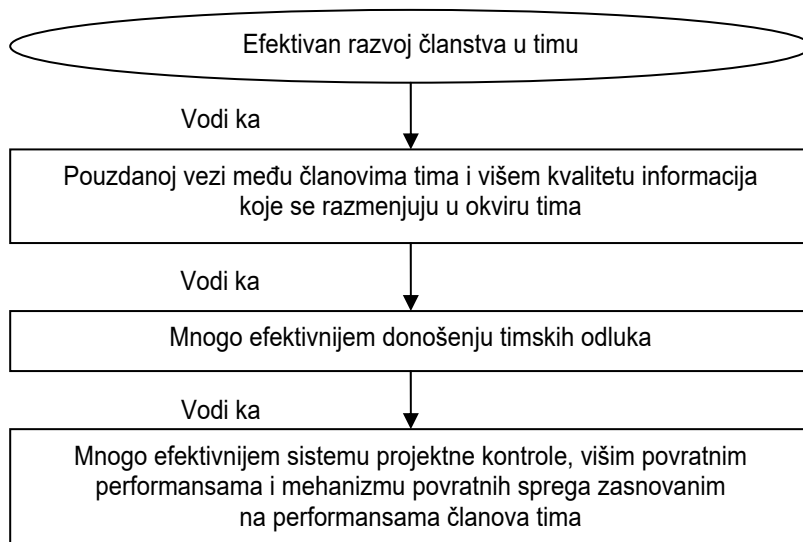 Efektivan razvoj članstva u timu
Vodi ka
Pouzdanoj vezi među članovima tima i višem kvalitetu informacija
koje se razmenjuju u okviru tima
Vodi ka
Mnogo efektivnijem donošenju timskih odluka
Vodi ka
Mnogo efektivnijem sistemu projektne kontrole, višim povratnim
performansama i mehanizmu povratnih sprega zasnovanim
na performansama članova tima